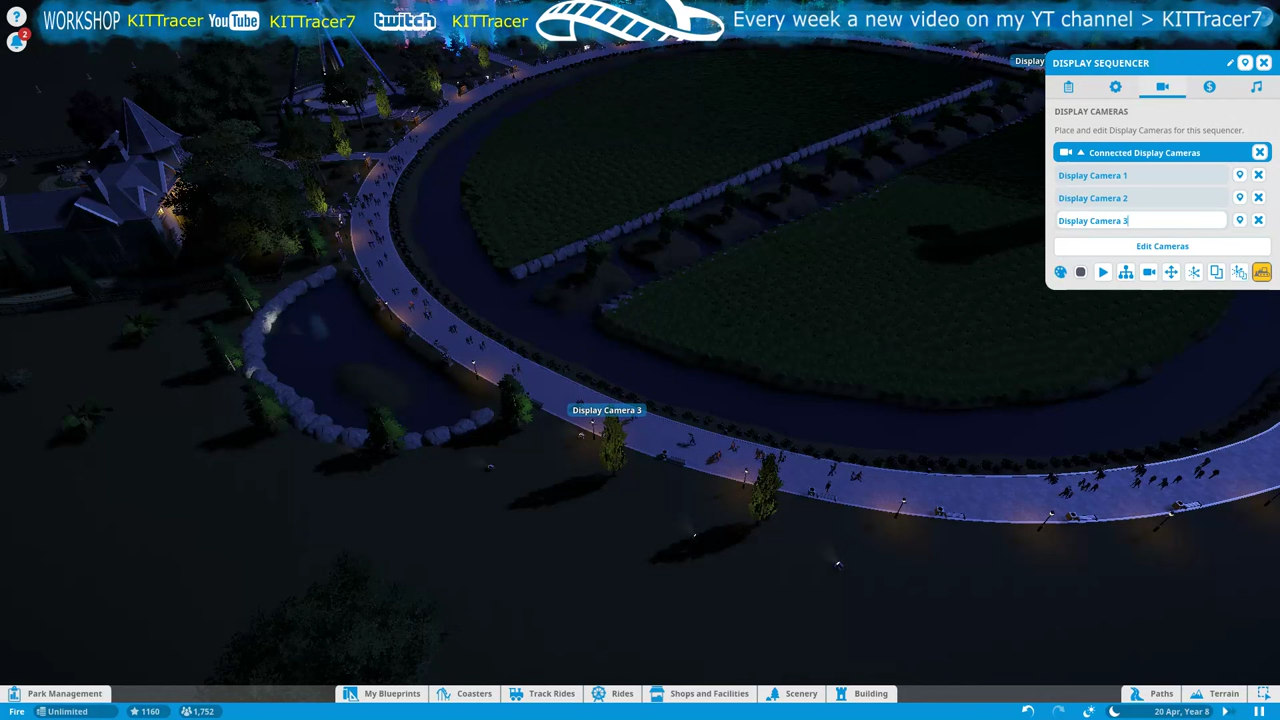 WORKSHOP KITTracer YouTube KITTracer7 twitch KITTracer Every week a new video on my YT channel > KITTracer7
?
2
Display
DISPLAY SEQUENCER
DISPLAY CAMERAS
Place and edit Display Cameras for this sequencer.
Connected Display Cameras
Display Camera 1
Display Camera 2
Display Camera 3
Edit Cameras
Display Camera 3
Park Management
My Blueprints
Coasters
Track Rides
Rides
Shops and Facilities
Scenery
Building
Paths
Terrain
Fire
Unlimited
1160
1,752
20 Apr, Year 8